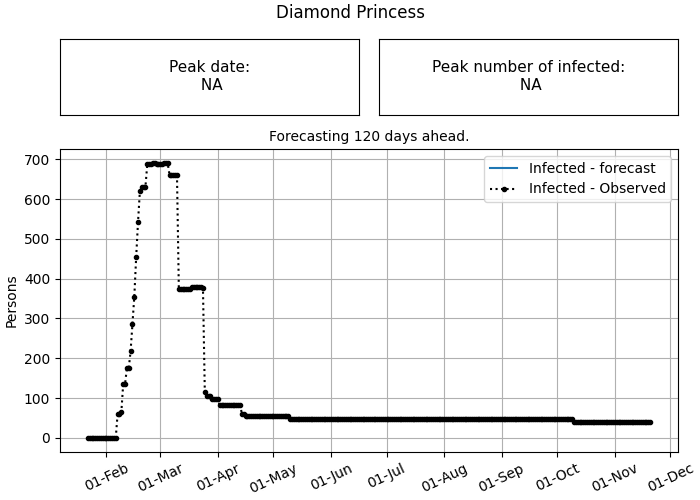 Diamond Princess
Peak date:
NA
Peak number of infected:
NA
Forecasting 120 days ahead.
Infected - forecast
Infected - Observed
Persons
700
600
500
400
300
200
100
0
01-Feb
01-Mar
01-Apr
01-May
01-Jun
01-Jul
01-Aug
01-Sep
01-Oct
01-Nov
01-Dec